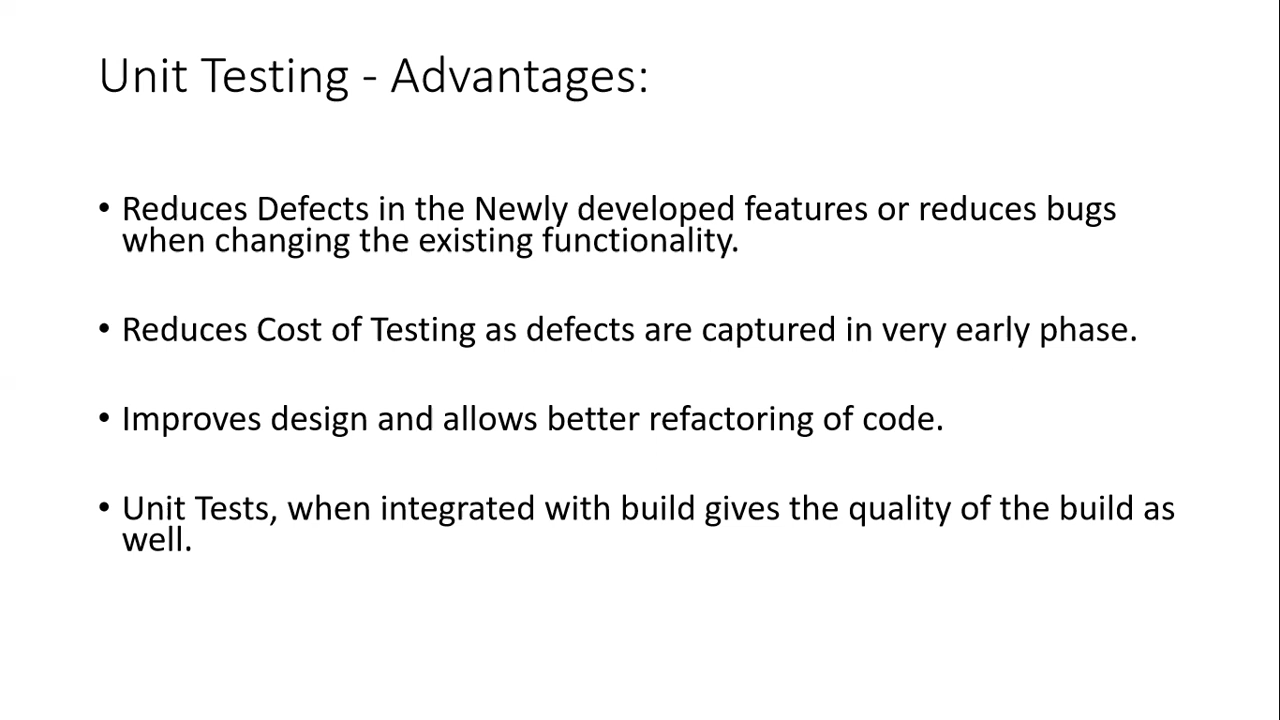 Unit Testing - Advantages:
• Reduces Defects in the Newly developed features or reduces bugs
when changing the existing functionality.
• Reduces Cost of Testing as defects are captured in very early phase.
• Improves design and allows better refactoring of code.
• Unit Tests, when integrated with build gives the quality of the build as
well.